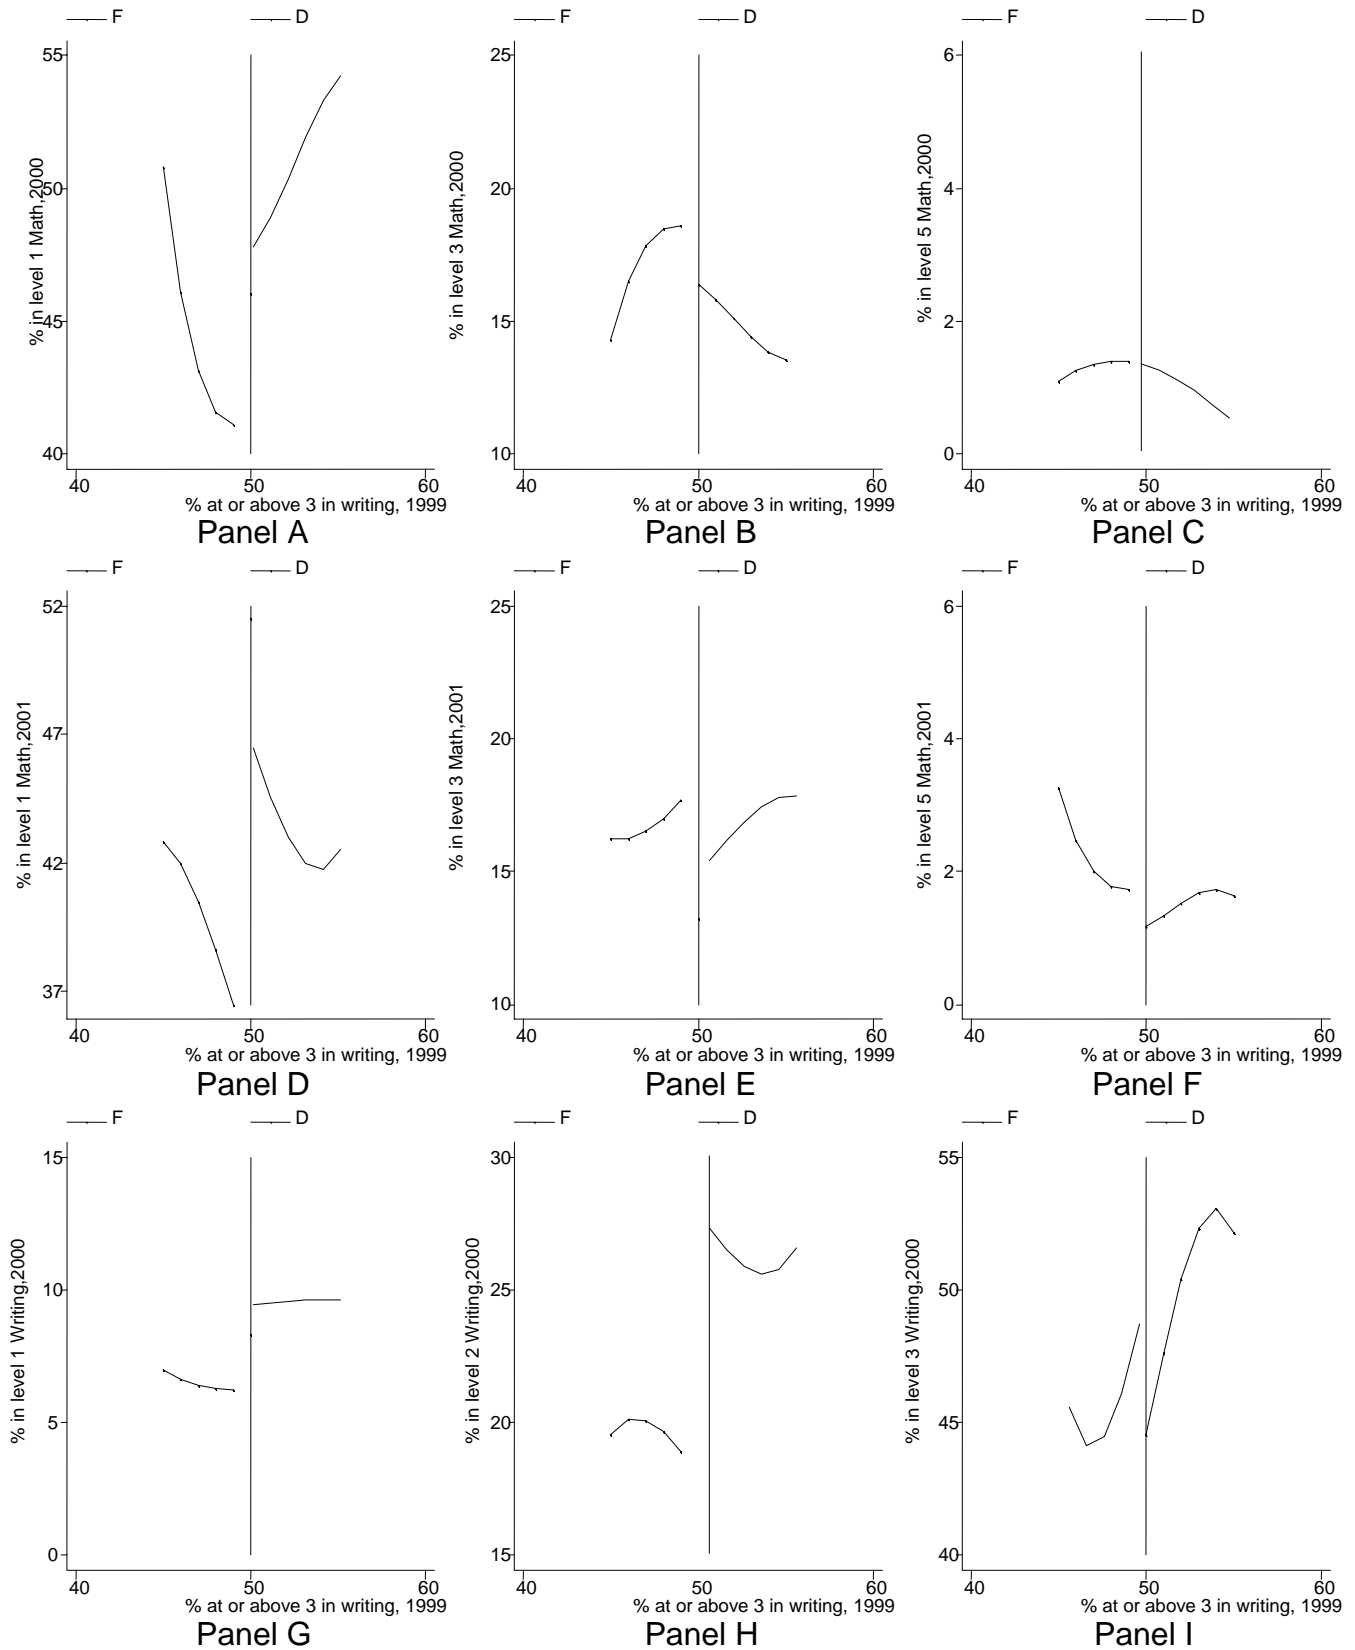 F D
55
50
45
40
% in level 1 Math,2000
40 50 60
% at or above 3 in writing, 1999
Panel A
F D
25
20
15
10
% in level 3 Math,2000
40 50 60
% at or above 3 in writing, 1999
Panel B
F D
6
4
2
0
% in level 5 Math,2000
40 50 60
% at or above 3 in writing, 1999
Panel C
F D
52
47
42
37
% in level 1 Math,2001
40 50 60
% at or above 3 in writing, 1999
Panel D
F D
25
20
15
10
% in level 3 Math,2001
40 50 60
% at or above 3 in writing, 1999
Panel E
F D
6
4
2
0
% in level 5 Math,2001
40 50 60
% at or above 3 in writing, 1999
Panel F
F D
15
10
5
0
% in level 1 Writing,2000
40 50 60
% at or above 3 in writing, 1999
Panel G
F D
30
25
20
15
% in level 2 Writing,2000
40 50 60
% at or above 3 in writing, 1999
Panel H
F D
55
50
45
40
% in level 3 Writing,2000
40 50 60
% at or above 3 in writing, 1999
Panel I